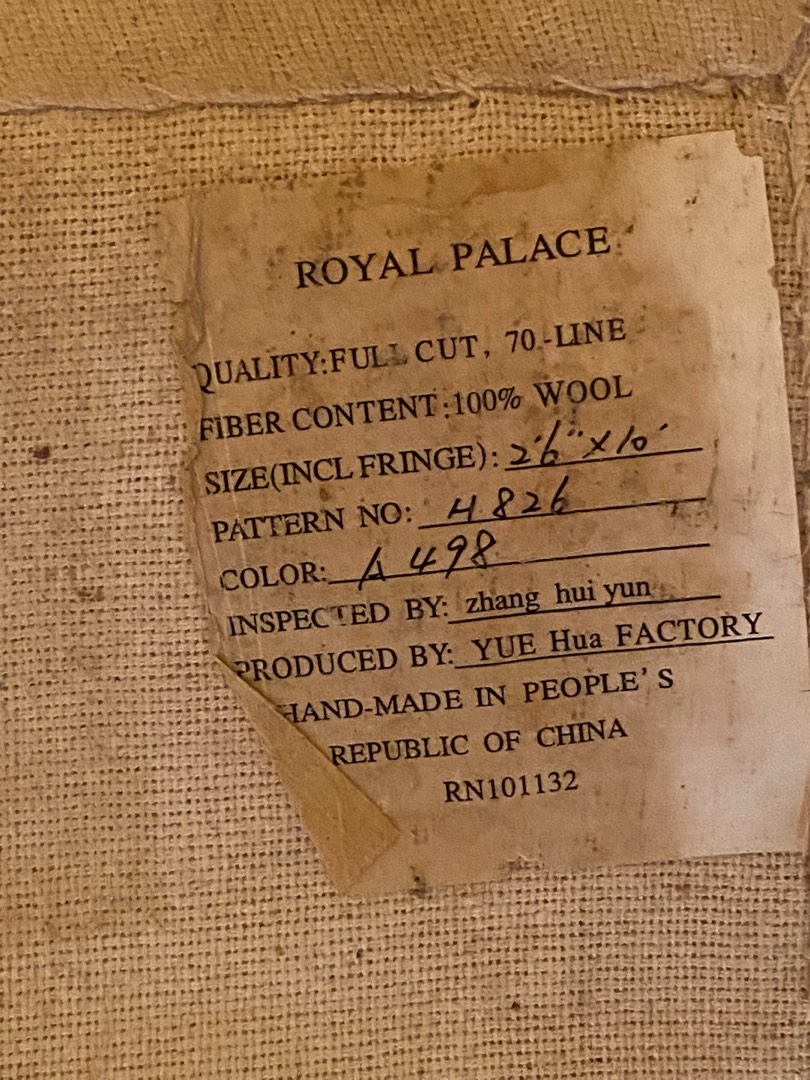 ROYAL PALACE
QUALITY:FULL CUT, 70-LINE
FIBER CONTENT:100% WOOL
SIZE(INCL FRINGE): 2'6" X 10'
PATTERN NO: H826
COLOR: A498
INSPECTED BY: zhang hui yun
PRODUCED BY: YUE Hua FACTORY
HAND-MADE IN PEOPLE'S
REPUBLIC OF CHINA
RN101132